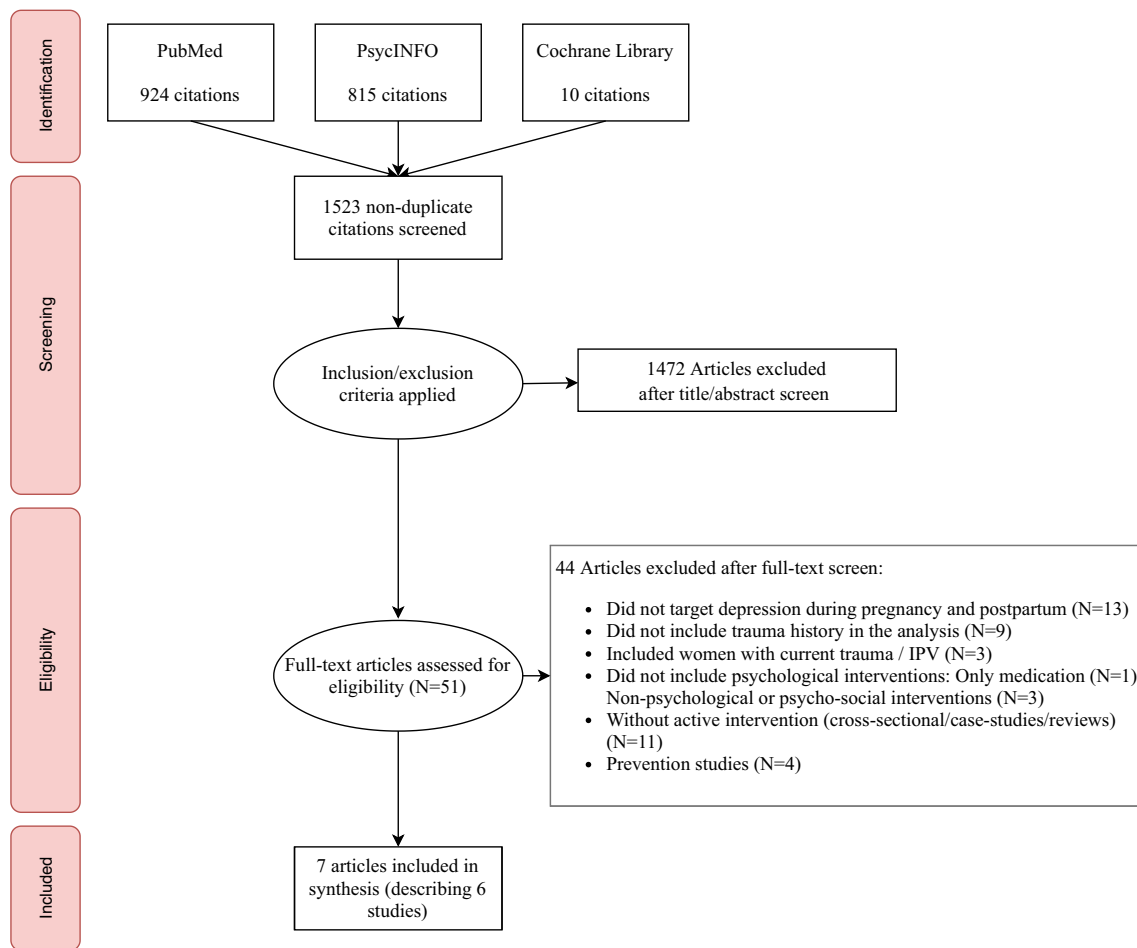 Identification
PubMed
924 citations
PsycINFO
815 citations
Cochrane Library
10 citations
Screening
1523 non-duplicate
citations screened
Inclusion/exclusion
criteria applied
1472 Articles excluded
after title/abstract screen
Eligibility
Full-text articles assessed for
eligibility (N=51)
44 Articles excluded after full-text screen:
• Did not target depression during pregnancy and postpartum (N=13)
• Did not include trauma history in the analysis (N=9)
• Included women with current trauma / IPV (N=3)
• Did not include psychological interventions: Only medication (N=1)
Non-psychological or psycho-social interventions (N=3)
• Without active intervention (cross-sectional/case-studies/reviews)
(N=11)
• Prevention studies (N=4)
Included
7 articles included in
synthesis (describing 6
studies)